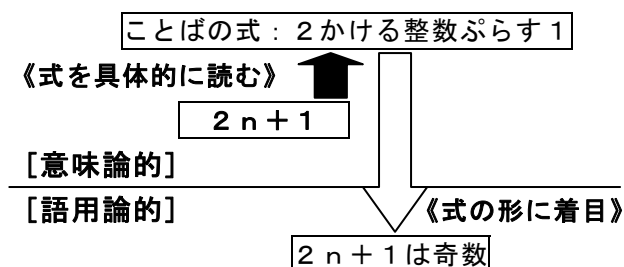 ことばの式：２かける整数ぷらす１
《式を具体的に読む》
２ｎ＋１
[意味論的]
[語用論的]
《式の形に着目》
２ｎ＋１は奇数